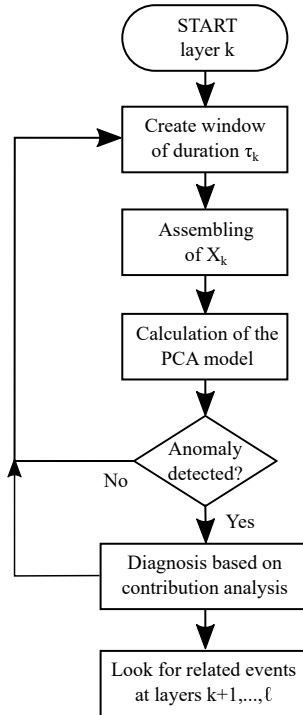 START
layer k
Create window
of duration τₖ
Assembling
of Xₖ
Calculation of the
PCA model
Anomaly
detected?
No
Yes
Diagnosis based on
contribution analysis
Look for related events
at layers k+1,...,ℓ